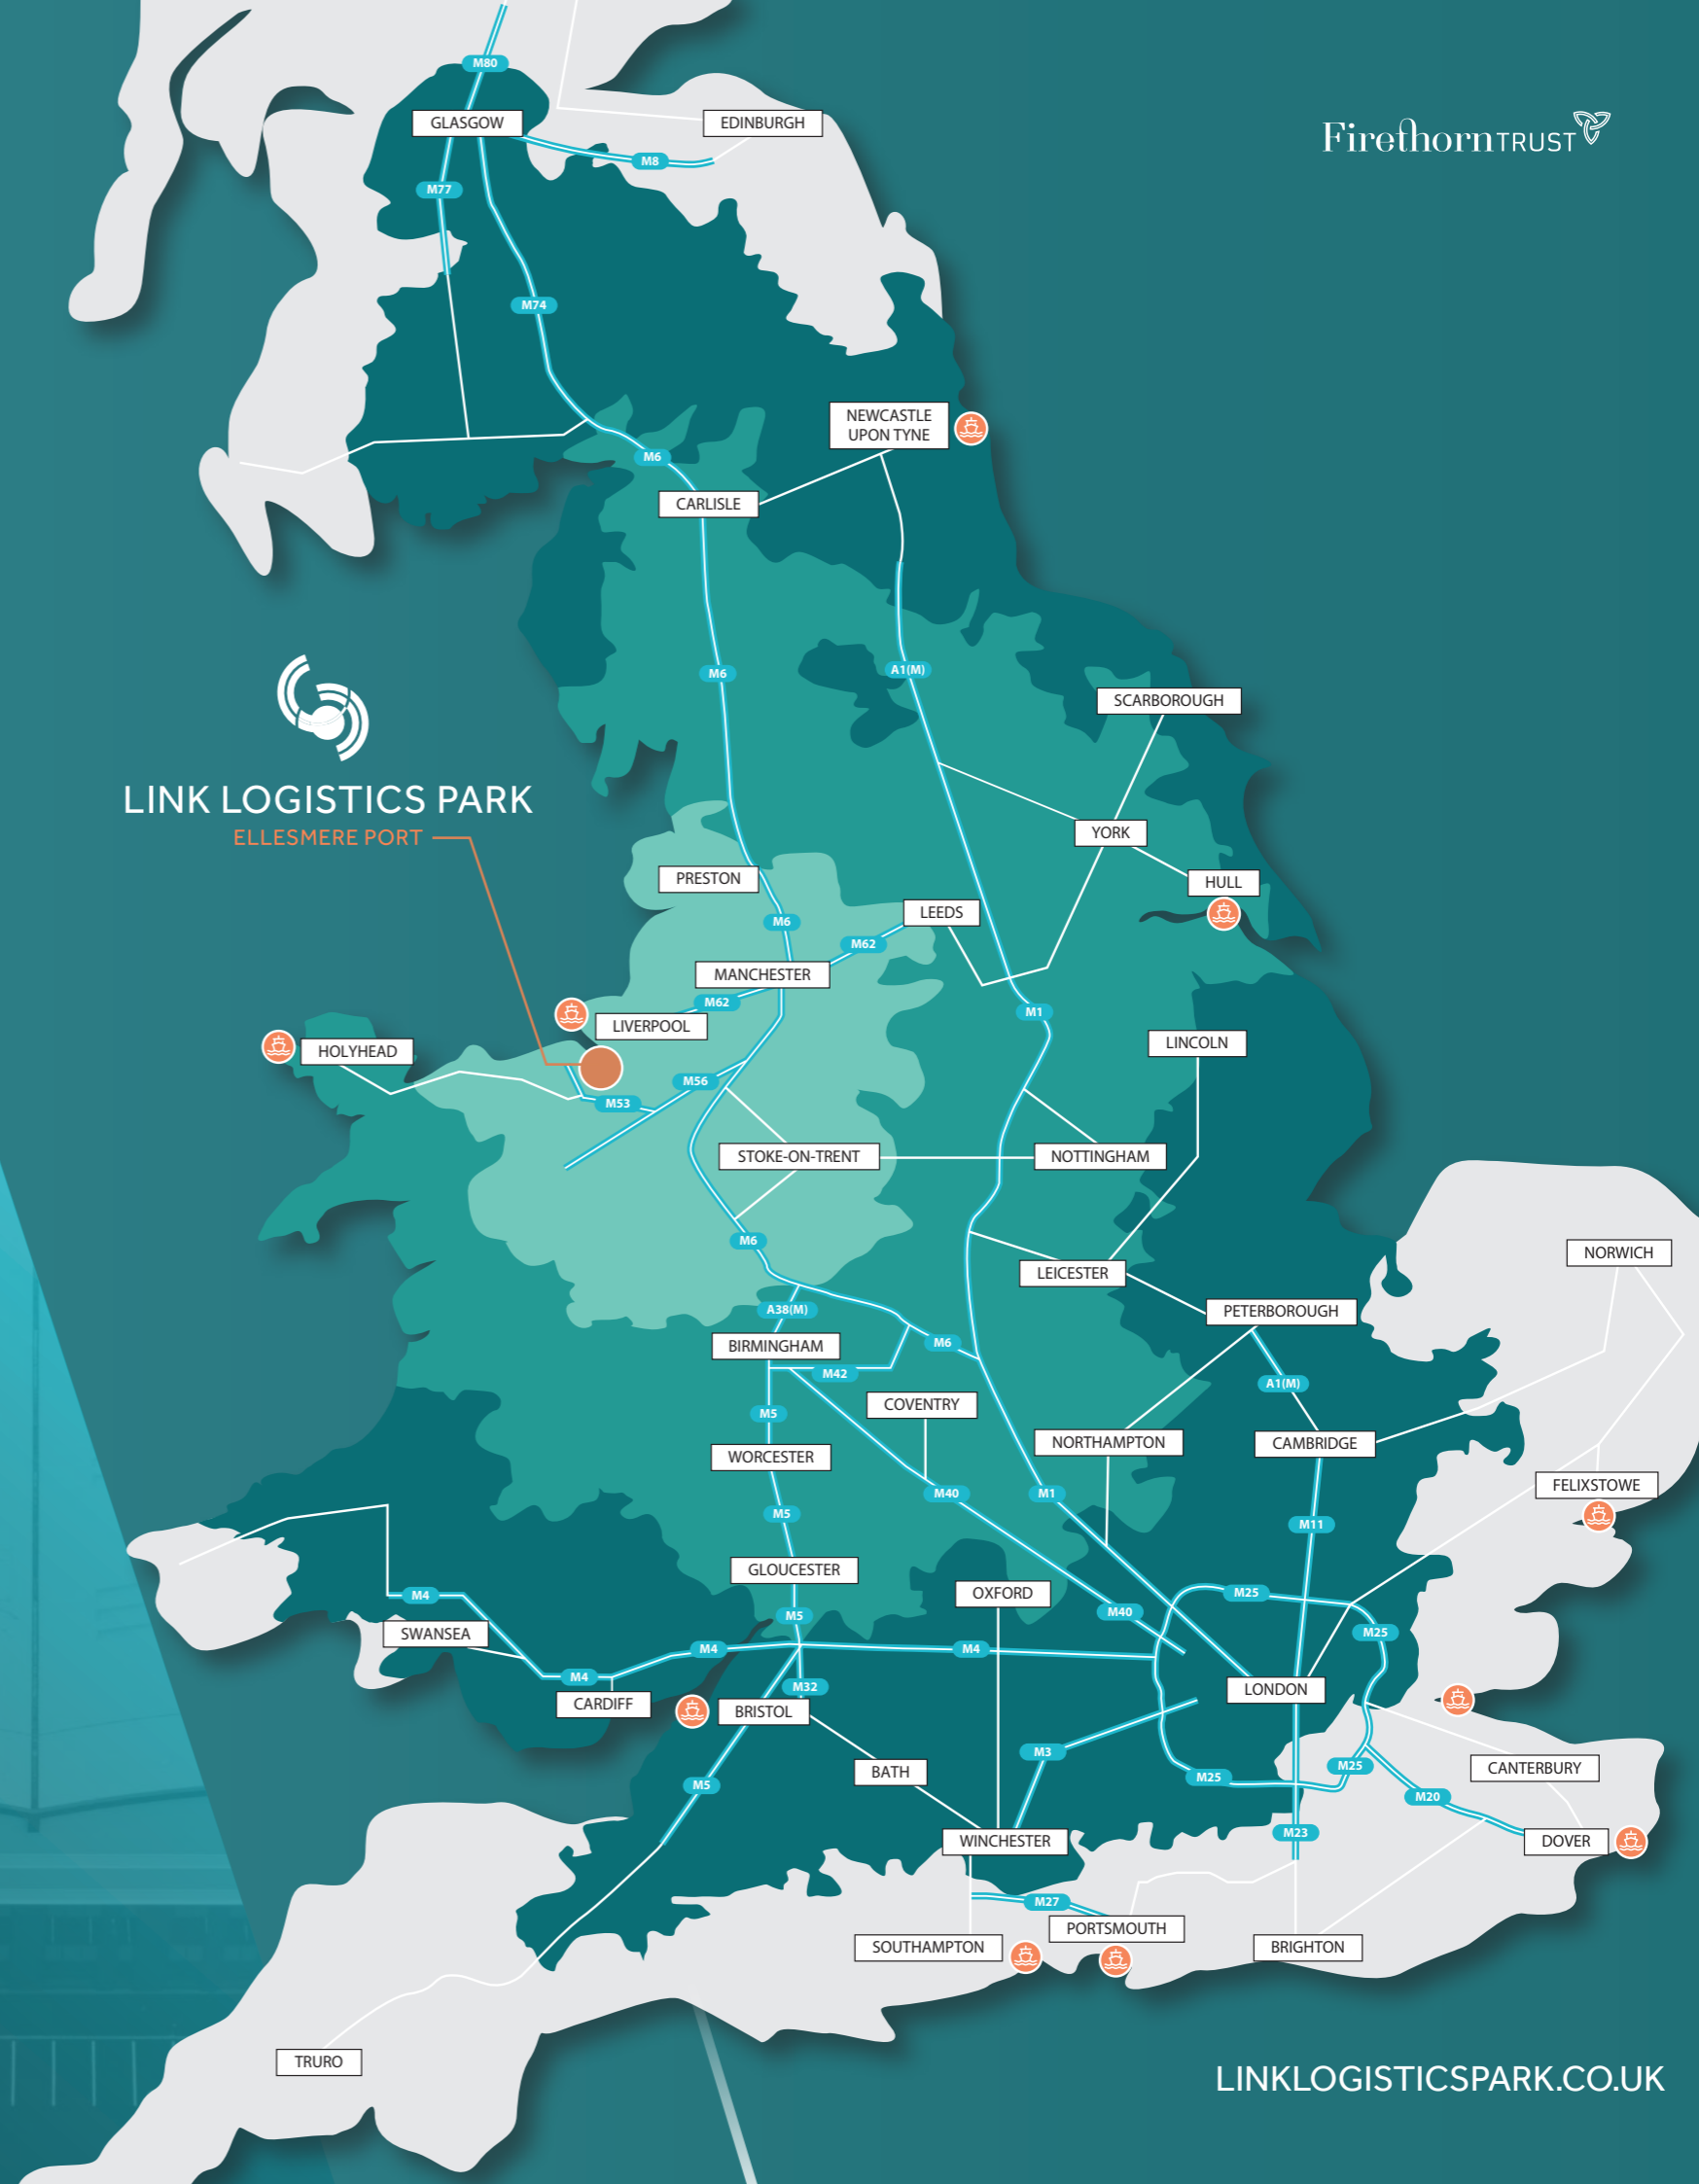 M80
GLASGOW
EDINBURGH
FirethornTRUST
M8
M77
M74
NEWCASTLE
UPON TYNE
M6
CARLISLE
M6
A1(M)
SCARBOROUGH
LINK LOGISTICS PARK
ELLESMERE PORT
YORK
PRESTON
HULL
LEEDS
M6
M62
MANCHESTER
M62
M1
LIVERPOOL
LINCOLN
HOLYHEAD
M56
M53
STOKE-ON-TRENT
NOTTINGHAM
M6
NORWICH
LEICESTER
A38(M)
PETERBOROUGH
BIRMINGHAM
M6
M42
A1(M)
COVENTRY
M5
NORTHAMPTON
CAMBRIDGE
WORCESTER
FELIXSTOWE
M40
M1
M5
M11
GLOUCESTER
OXFORD
M25
M4
M40
M5
M25
SWANSEA
M4
M4
M4
M32
LONDON
CARDIFF
BRISTOL
M3
M25
CANTERBURY
BATH
M25
M5
M20
M23
WINCHESTER
DOVER
M27
PORTSMOUTH
SOUTHAMPTON
BRIGHTON
TRURO
LINKLOGISTICSPARK.CO.UK